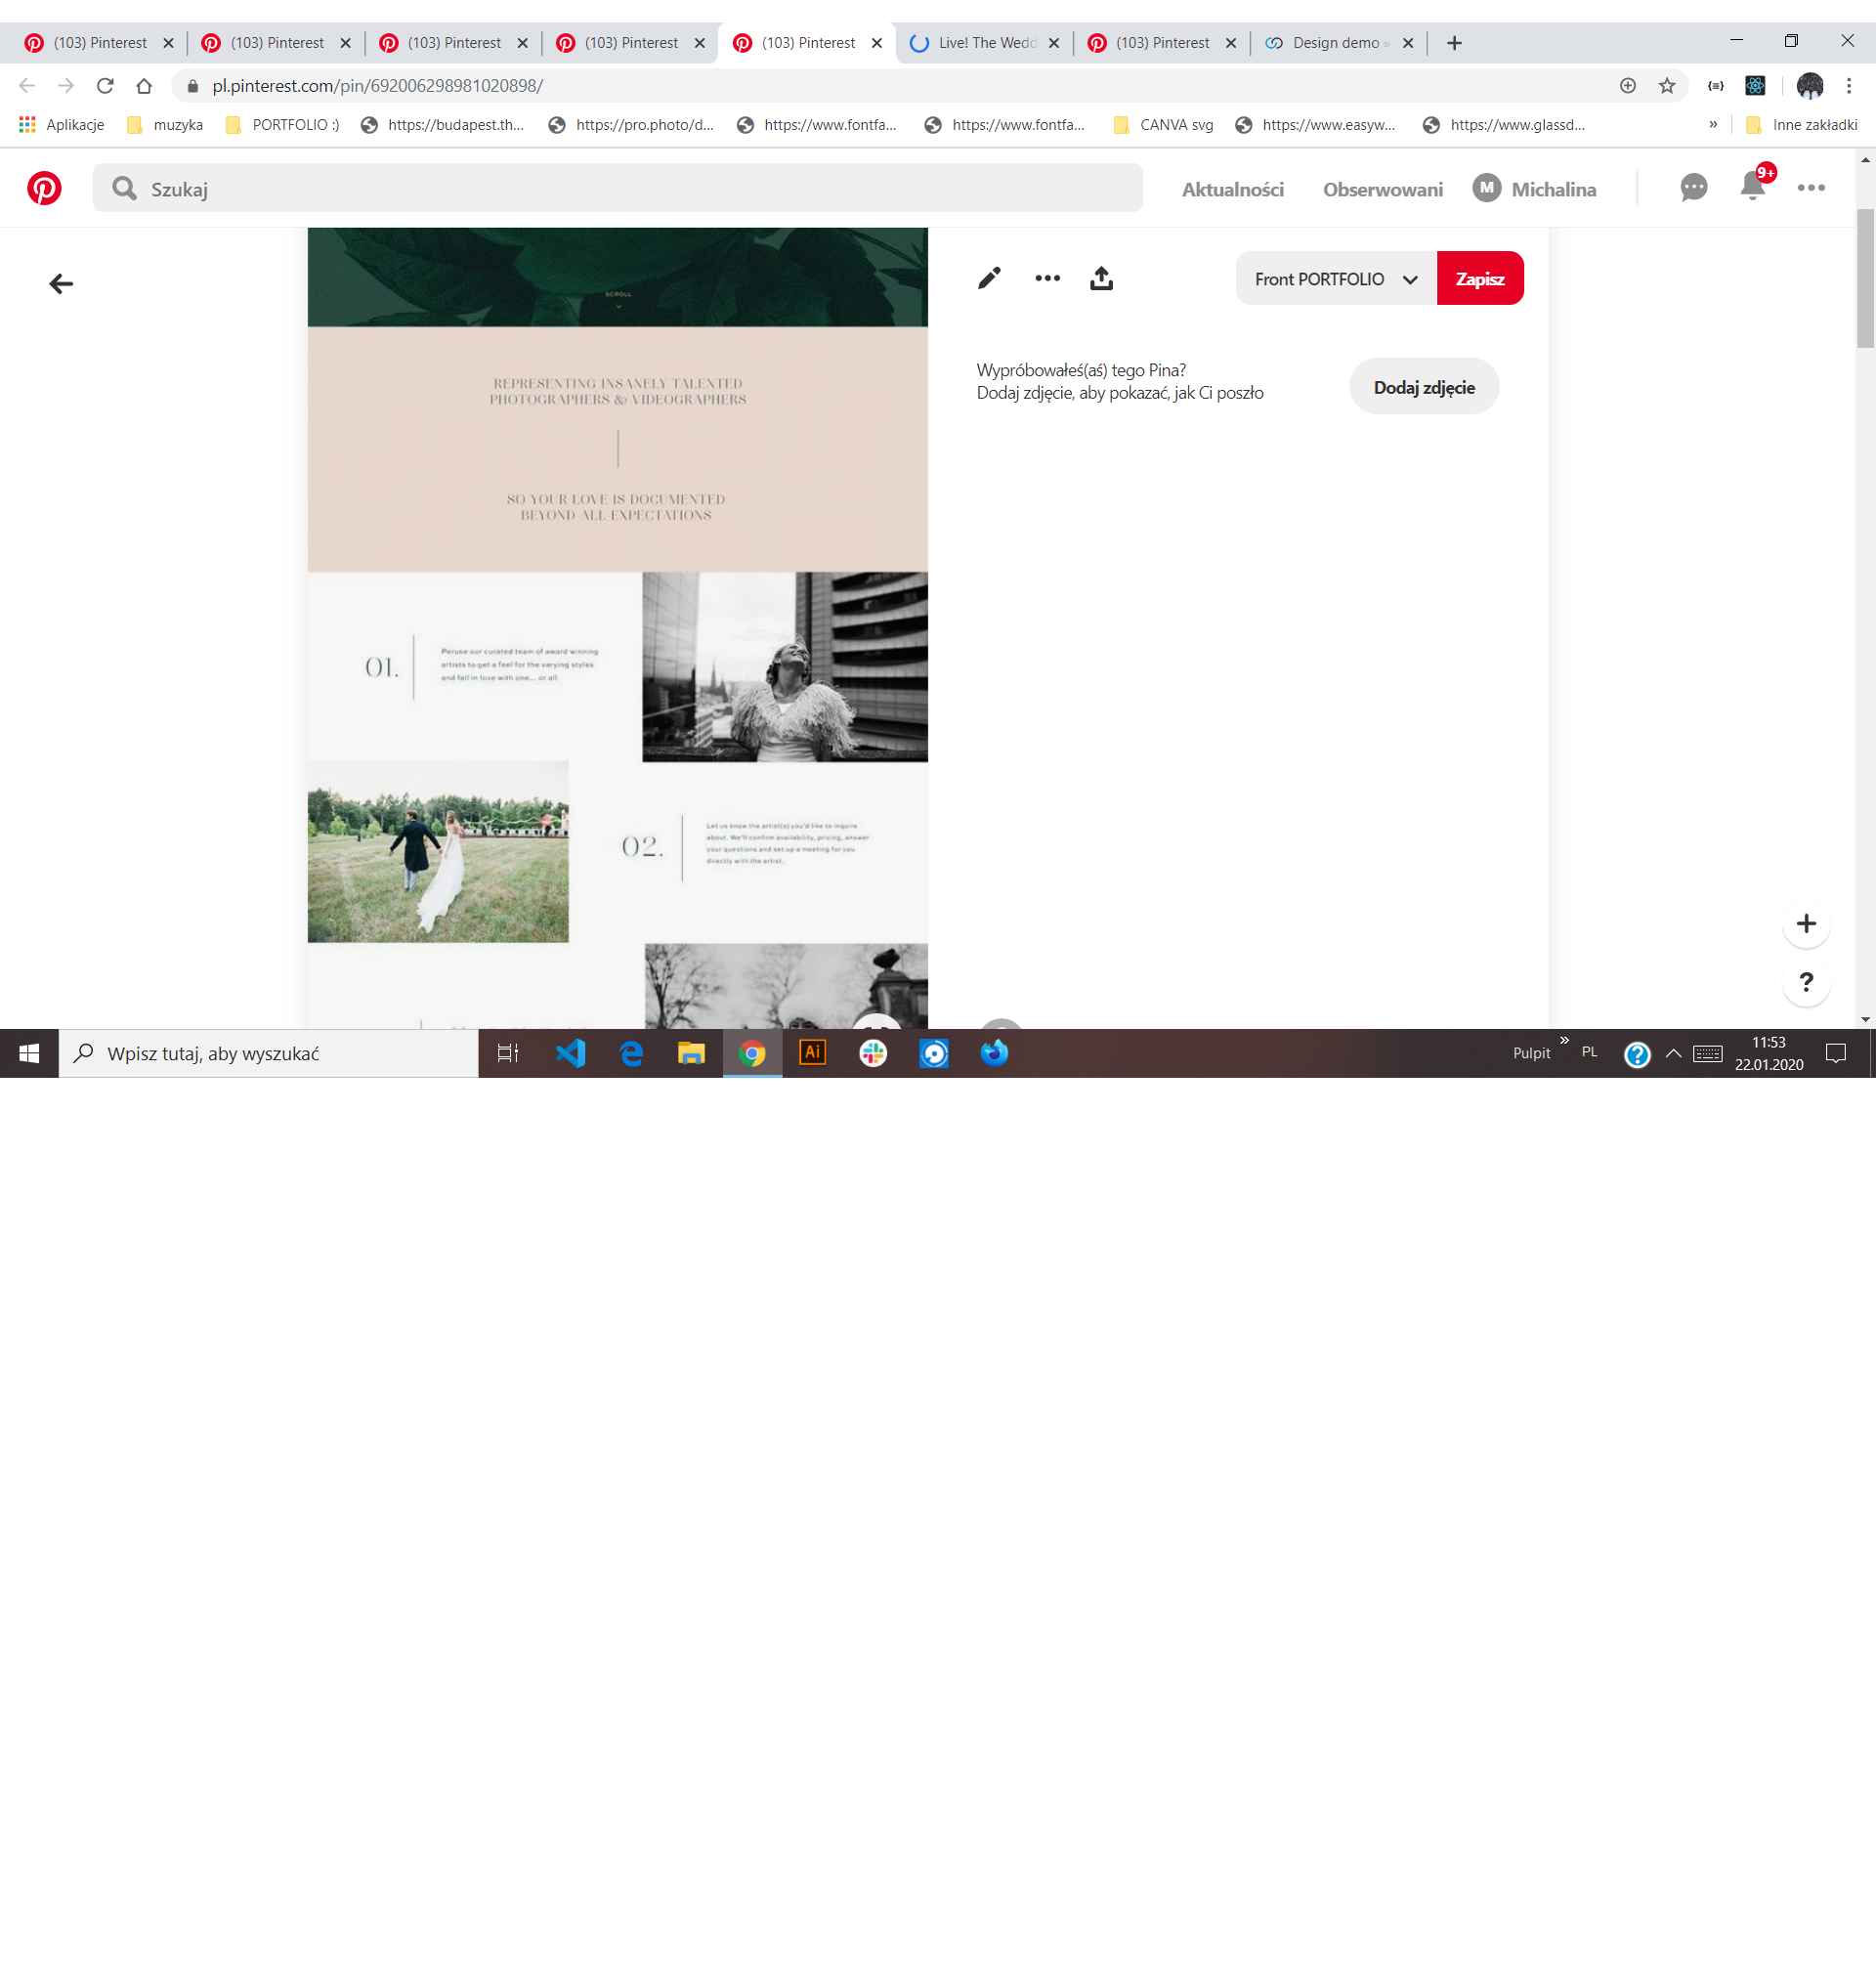 (103) Pinterest
(103) Pinterest
(103) Pinterest
(103) Pinterest
(103) Pinterest
Live! The Wedd
(103) Pinterest
Design demo »
pl.pinterest.com/pin/692006298981020898/
Aplikacje
muzyka
PORTFOLIO :)
https://budapest.th...
https://pro.photo/d...
https://www.fontfa...
https://www.fontfa...
CANVA svg
https://www.easyw...
https://www.glassd...
»
Inne zakładki
Szukaj
Aktualności
Obserwowani
M
Michalina
9+
SCROLL
Front PORTFOLIO
Zapisz
Wypróbowałeś(aś) tego Pina?
Dodaj zdjęcie, aby pokazać, jak Ci poszło
Dodaj zdjęcie
REPRESENTING INSANELY TALENTED
PHOTOGRAPHERS & VIDEOGRAPHERS
SO YOUR LOVE IS DOCUMENTED
BEYOND ALL EXPECTATIONS
01.
Peruse our curated team of award winning
artists to get a feel for the varying styles
and fall in love with one... or all.
02.
Let us know the artist(s) you'd like to inquire
about. We'll confirm availability, pricing, answer
your questions and set up a meeting for you
directly with the artist.
+
?
Wpisz tutaj, aby wyszukać
Ai
Pulpit
»
PL
?
11:53
22.01.2020